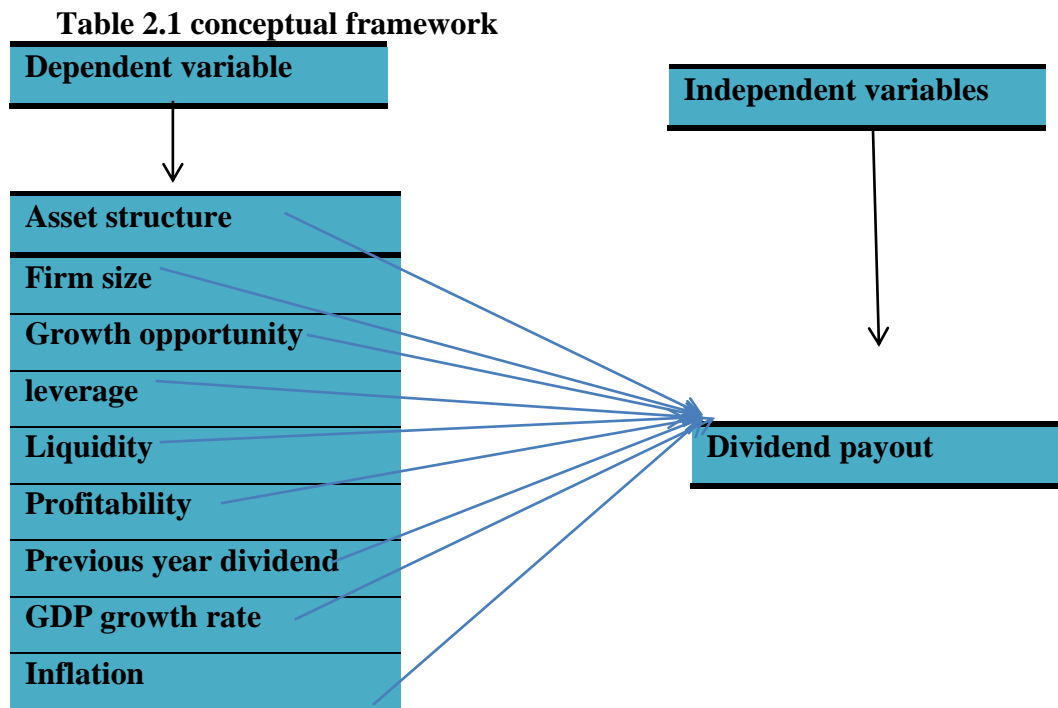 Table 2.1 conceptual framework
Dependent variable
Independent variables
Asset structure
Firm size
Growth opportunity
leverage
Liquidity
Profitability
Previous year dividend
GDP growth rate
Inflation
Dividend payout